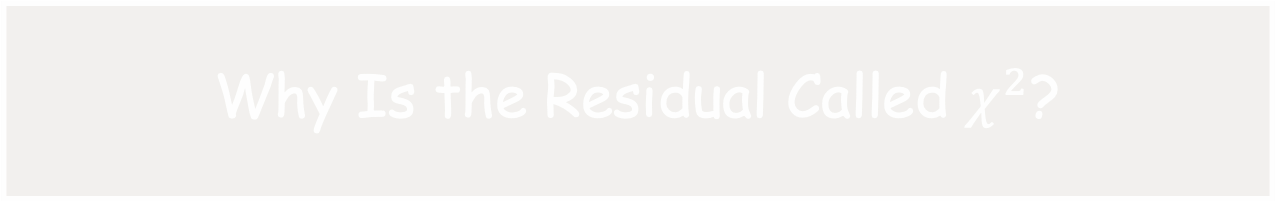 Why Is the Residual Called χ²?